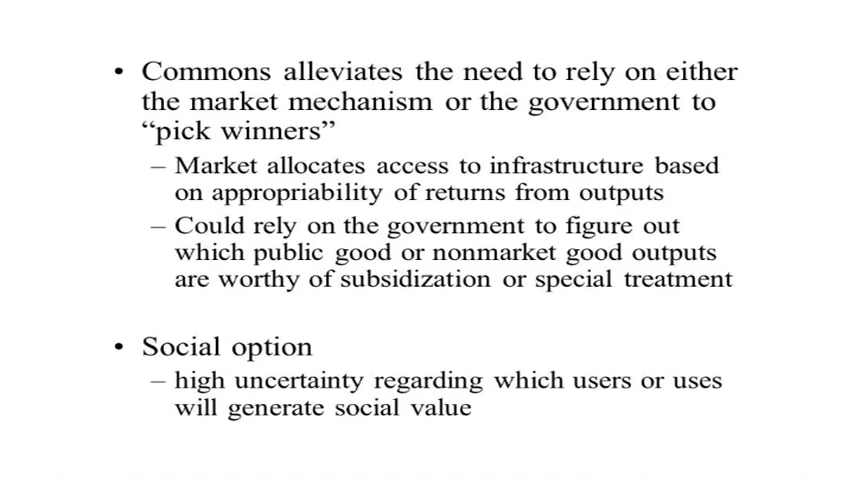 • Commons alleviates the need to rely on either
the market mechanism or the government to
“pick winners”
– Market allocates access to infrastructure based
on appropriability of returns from outputs
– Could rely on the government to figure out
which public good or nonmarket good outputs
are worthy of subsidization or special treatment
• Social option
– high uncertainty regarding which users or uses
will generate social value